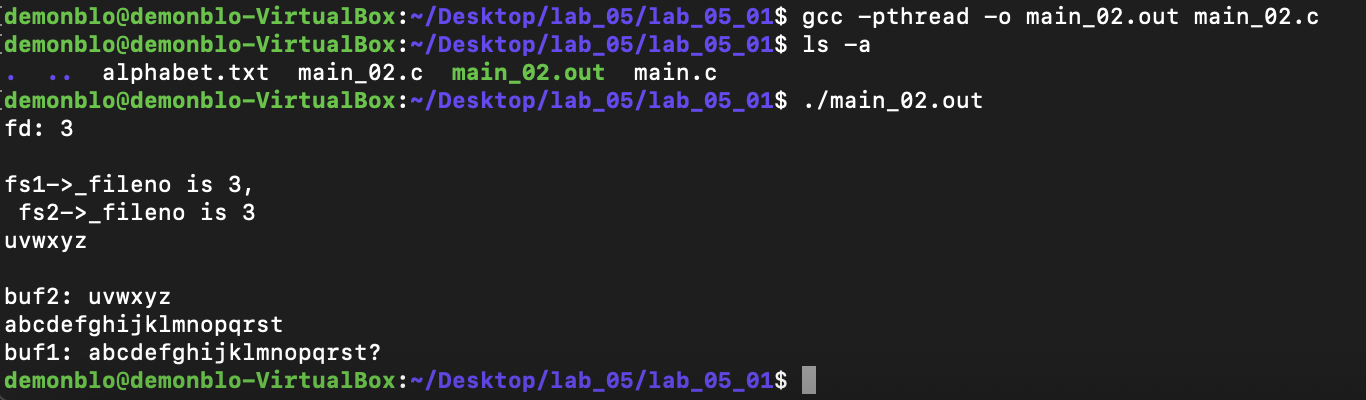 [demonblo@demonblo-VirtualBox:~/Desktop/lab_05/lab_05_01$ gcc -pthread -o main_02.out main_02.c
[demonblo@demonblo-VirtualBox:~/Desktop/lab_05/lab_05_01$ ls -a
.  ..  alphabet.txt  main_02.c  main_02.out  main.c
[demonblo@demonblo-VirtualBox:~/Desktop/lab_05/lab_05_01$ ./main_02.out
fd: 3
fs1->_fileno is 3,
 fs2->_fileno is 3
uvwxyz
buf2: uvwxyz
abcdefghijklmnopqrst
buf1: abcdefghijklmnopqrst?
demonblo@demonblo-VirtualBox:~/Desktop/lab_05/lab_05_01$